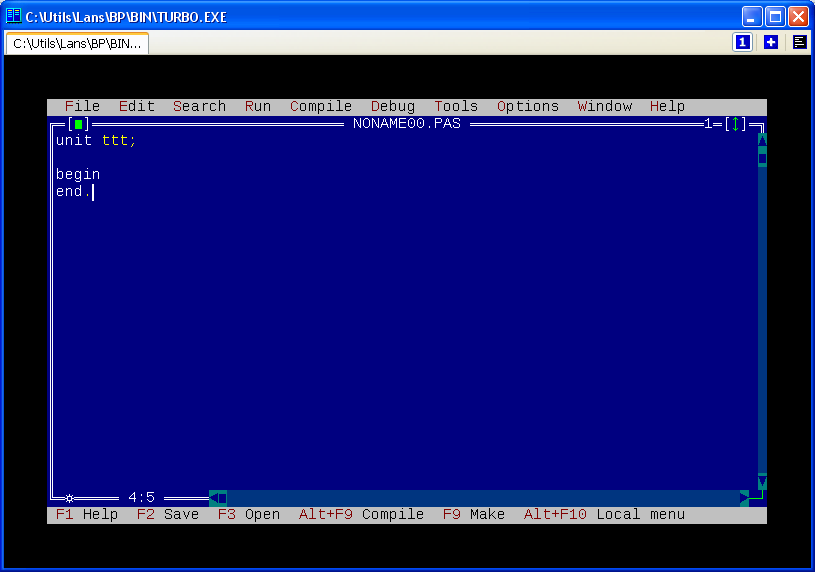 C:\Utils\Lans\BP\BIN\TURBO.EXE
C:\Utils\Lans\BP\BIN... 1
File Edit Search Run Compile Debug Tools Options Window Help
[■] NONAME00.PAS 1=[↕]
unit ttt;
begin
end.
4:5
F1 Help F2 Save F3 Open Alt+F9 Compile F9 Make Alt+F10 Local menu